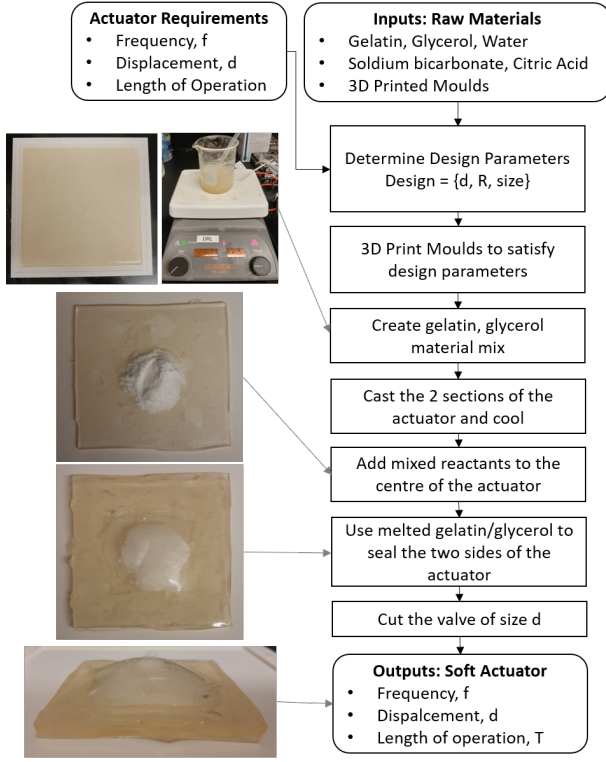 Actuator Requirements
• Frequency, f
• Displacement, d
• Length of Operation
Inputs: Raw Materials
• Gelatin, Glycerol, Water
• Soldium bicarbonate, Citric Acid
• 3D Printed Moulds
Determine Design Parameters
Design = {d, R, size}
3D Print Moulds to satisfy
design parameters
DRL
Create gelatin, glycerol
material mix
Cast the 2 sections of the
actuator and cool
Add mixed reactants to the
centre of the actuator
Use melted gelatin/glycerol to
seal the two sides of the
actuator
Cut the valve of size d
Outputs: Soft Actuator
• Frequency, f
• Dispalcement, d
• Length of operation, T